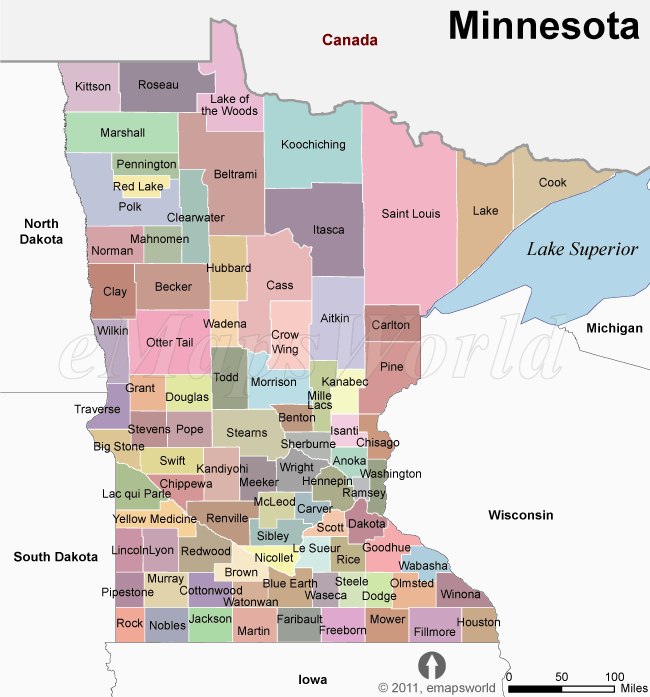 Minnesota
Canada
Kittson
Roseau
Lake of
the Woods
Marshall
Koochiching
Pennington
Beltrami
Red Lake
Cook
Polk
Clearwater
Saint Louis
Lake
North
Dakota
Itasca
Mahnomen
Norman
Lake Superior
Hubbard
Cass
Clay
Becker
Aitkin
Wadena
Carlton
Michigan
Wilkin
Otter Tail
Crow
Wing
eMapsWorld
Pine
Todd
Morrison
Kanabec
Grant
Douglas
Mille
Lacs
Traverse
Benton
Stevens
Pope
Stearns
Isanti
Chisago
Big Stone
Sherburne
Swift
Kandiyohi
Wright
Anoka
Washington
Chippewa
Meeker
Hennepin
Lac qui Parle
Ramsey
McLeod
Carver
Yellow Medicine
Renville
Scott
Dakota
Wisconsin
Sibley
Lincoln
Lyon
Redwood
Nicollet
Le Sueur
Rice
Goodhue
South Dakota
Wabasha
Brown
Murray
Blue Earth
Steele
Olmsted
Pipestone
Cottonwood
Watonwan
Waseca
Dodge
Winona
Rock
Nobles
Jackson
Martin
Faribault
Freeborn
Mower
Fillmore
Houston
Iowa
0 50 100
Miles
© 2011, emapsworld